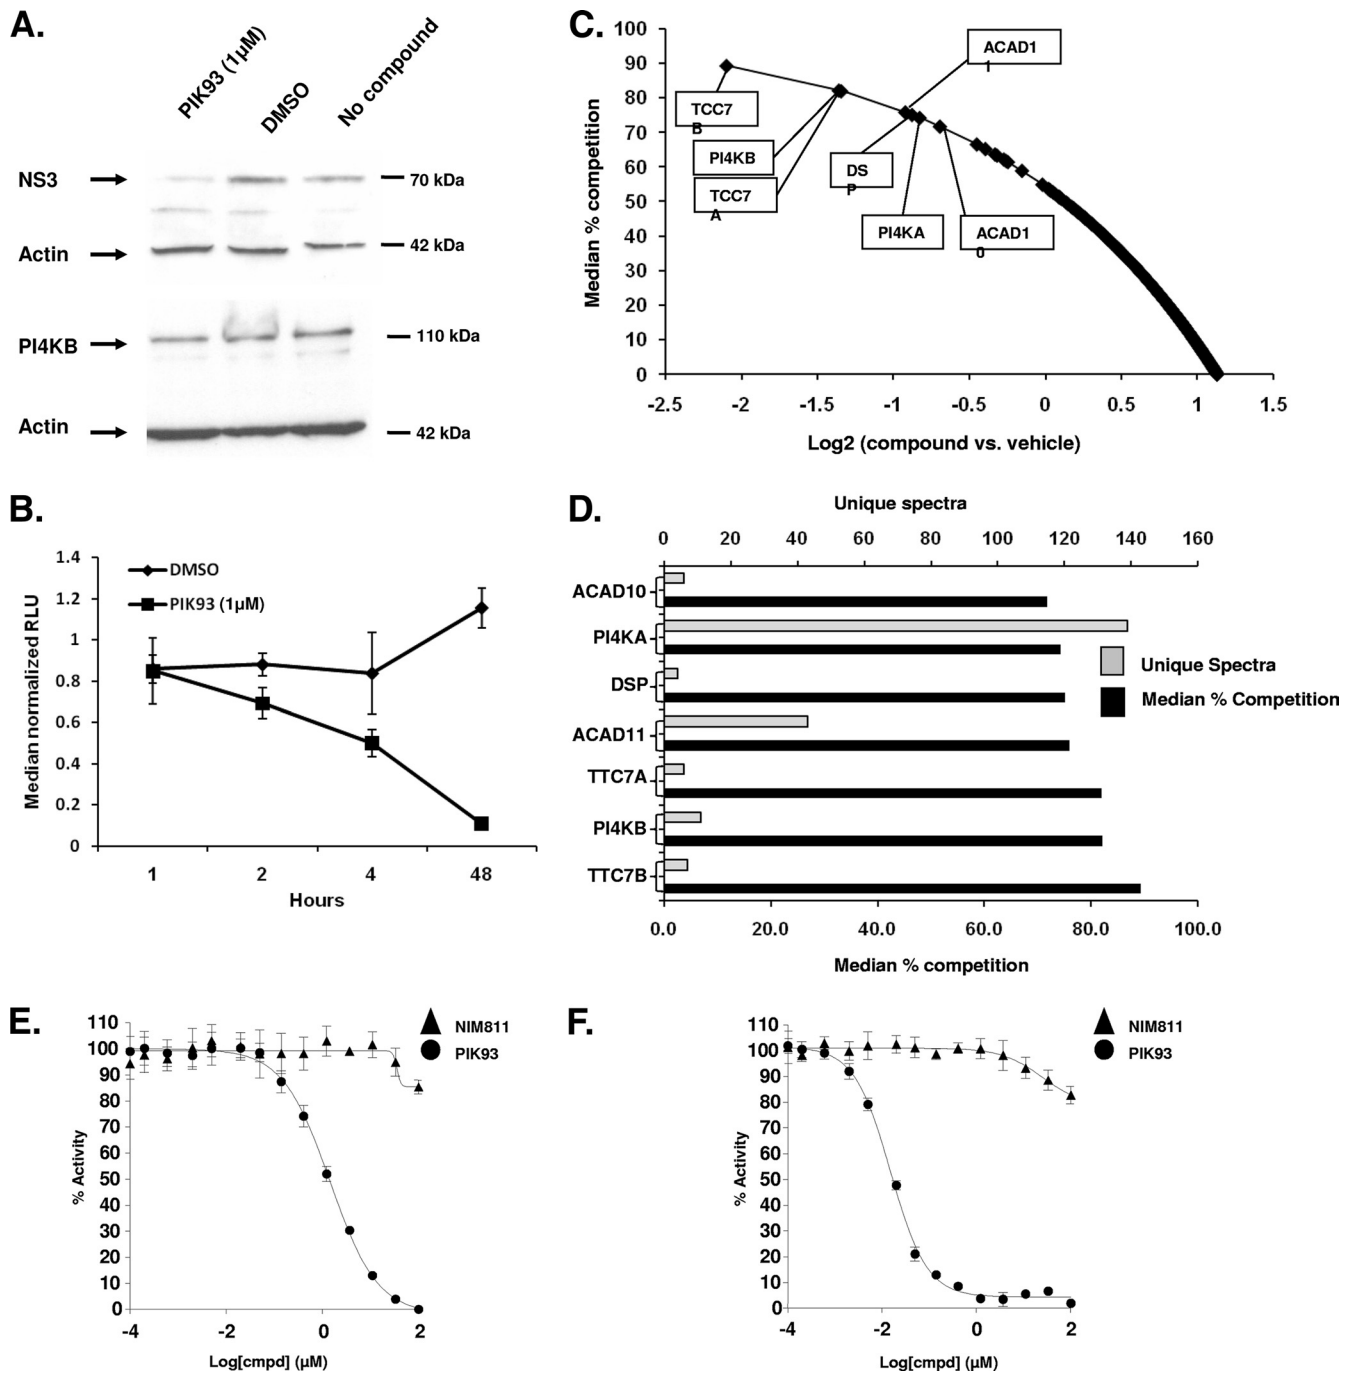 A.
PIK93 (1µM)
DMSO
No compound
NS3
70 kDa
Actin
42 kDa
PI4KB
110 kDa
Actin
42 kDa
B.
Median normalized RLU
1.4
1.2
1
0.8
0.6
0.4
0.2
0
DMSO
PIK93 (1µM)
1
2
4
48
Hours
C.
Median % competition
100
90
80
70
60
50
40
30
20
10
0
ACAD1
1
TCC7
B
PI4KB
TCC7
A
DS
P
PI4KA
ACAD1
0
-2.5
-2
-1.5
-1
-0.5
0
0.5
1
1.5
Log2 (compound vs. vehicle)
D.
Unique spectra
0
20
40
60
80
100
120
140
160
ACAD10
PI4KA
DSP
ACAD11
TTC7A
PI4KB
TTC7B
Unique Spectra
Median % Competition
0.0
20.0
40.0
60.0
80.0
100.0
Median % competition
E.
% Activity
110
100
90
80
70
60
50
40
30
20
10
0
NIM811
PIK93
-4
-2
0
2
Log[cmpd] (µM)
F.
% Activity
110
100
90
80
70
60
50
40
30
20
10
0
NIM811
PIK93
-4
-2
0
2
Log[cmpd] (µM)